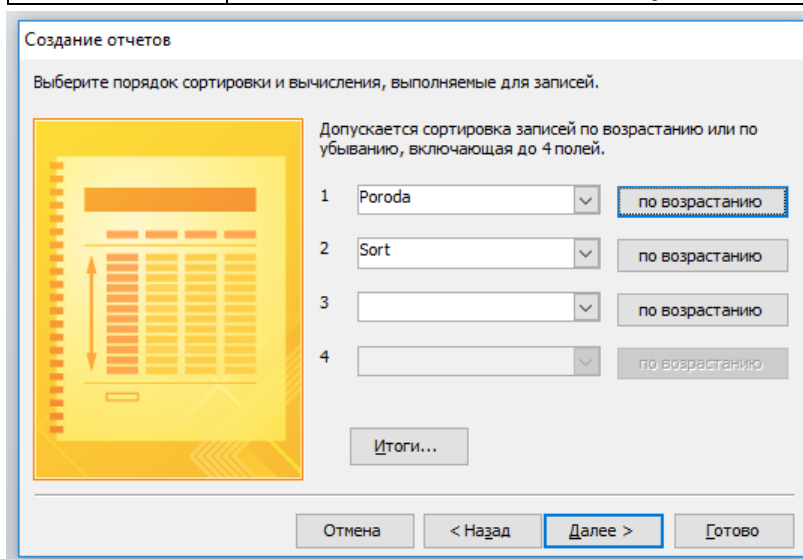 Создание отчетов
Выберите порядок сортировки и вычисления, выполняемые для записей.
Допускается сортировка записей по возрастанию или по
убыванию, включающая до 4 полей.
1 Poroda по возрастанию
2 Sort по возрастанию
3 по возрастанию
4 по возрастанию
Итоги...
Отмена < Назад Далее > Готово